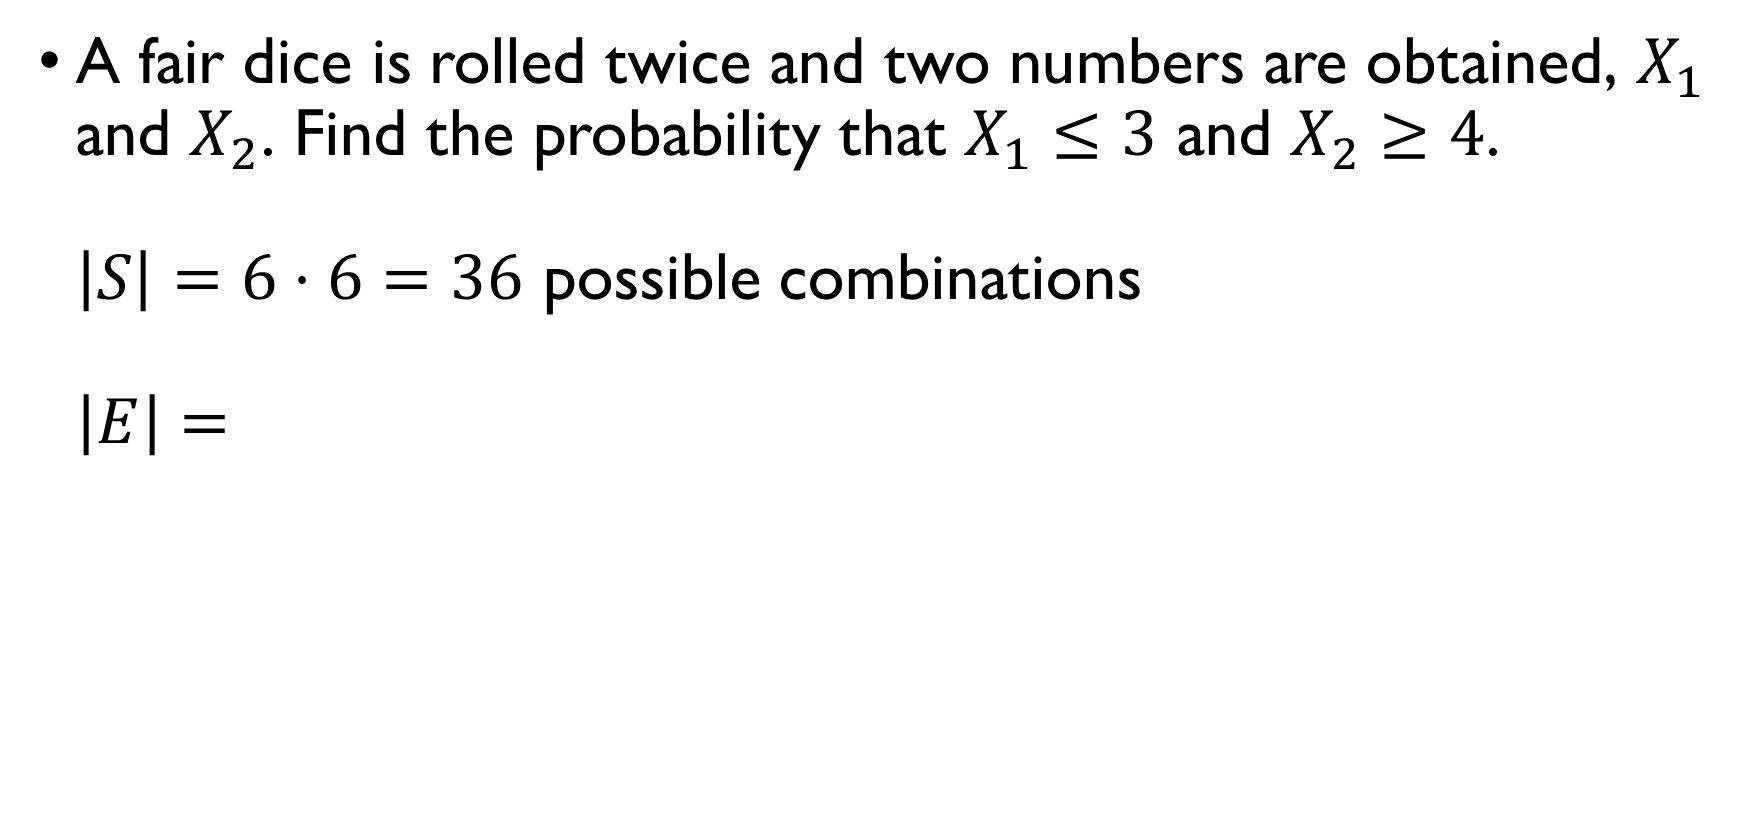 • A fair dice is rolled twice and two numbers are obtained, X₁
and X₂. Find the probability that X₁ ≤ 3 and X₂ ≥ 4.
|S| = 6 · 6 = 36 possible combinations
|E| =